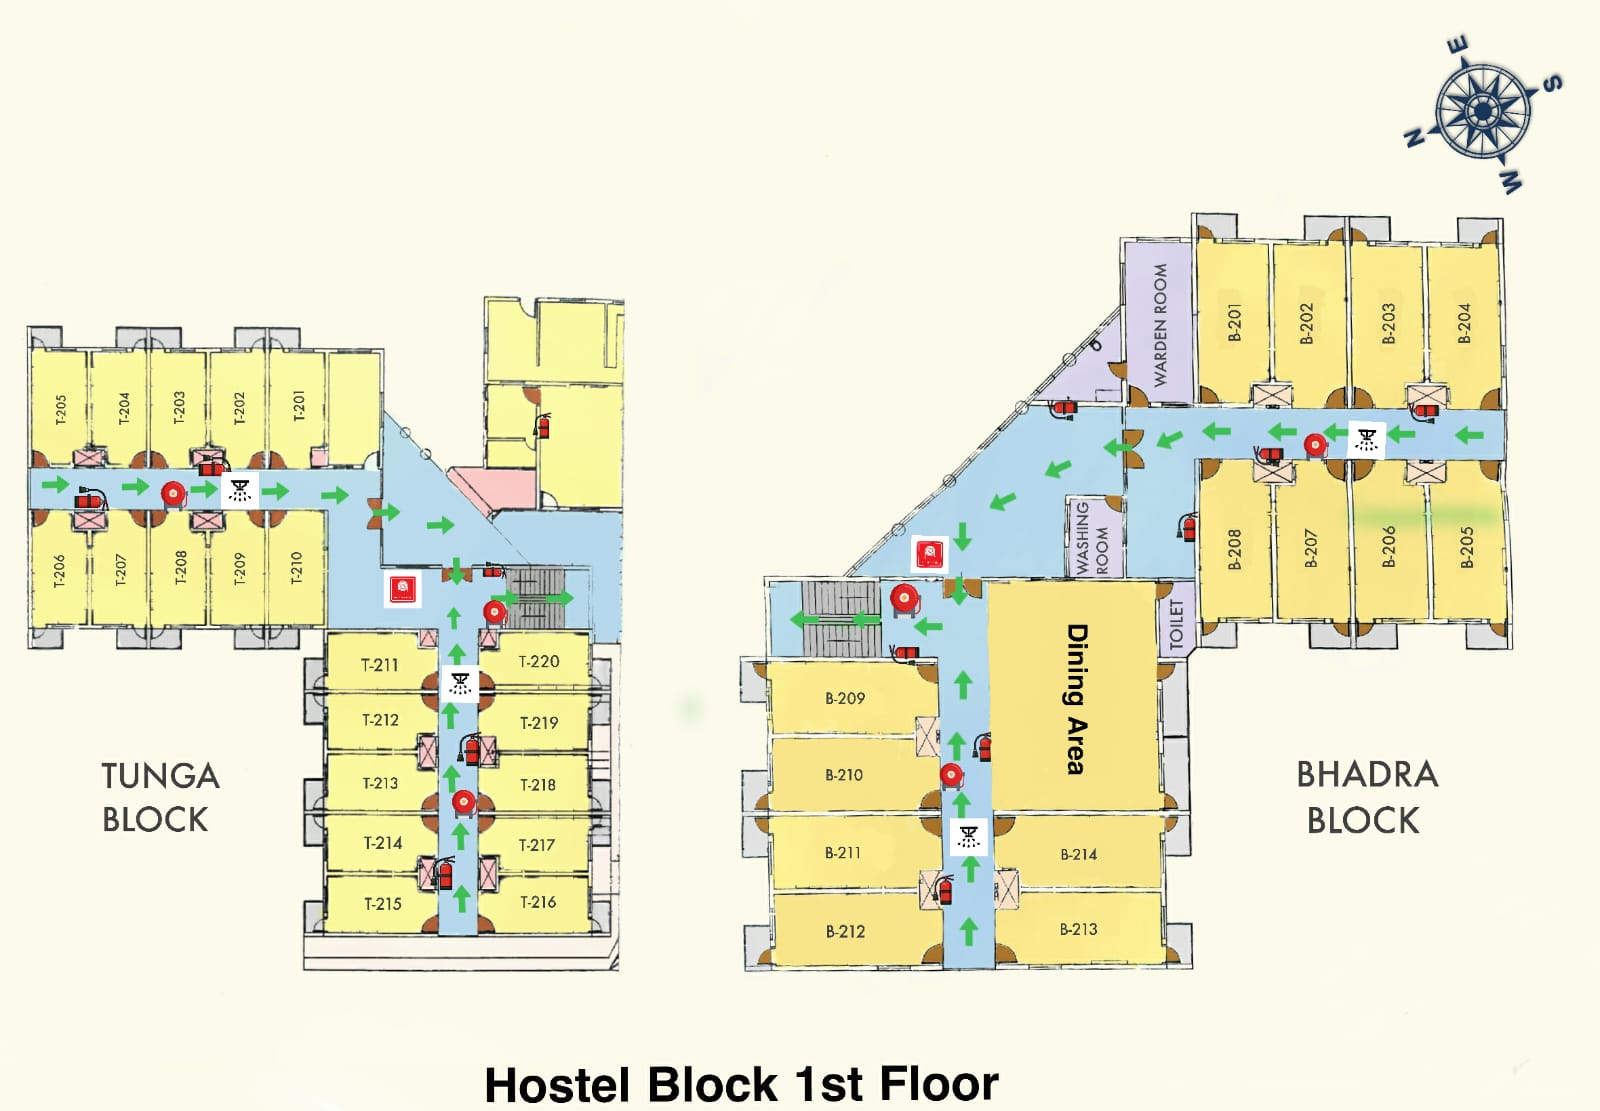 E
S
N
W
WARDEN ROOM
B-201
B-202
B-203
B-204
T-205
T-204
T-203
T-202
T-201
WASHING
ROOM
B-208
B-207
B-206
B-205
T-206
T-207
T-208
T-209
T-210
TOILET
T-211
T-220
T-212
T-219
T-213
T-218
T-214
T-217
T-215
T-216
B-209
Dining Area
B-210
B-211
B-214
B-212
B-213
TUNGA
BLOCK
BHADRA
BLOCK
Hostel Block 1st Floor